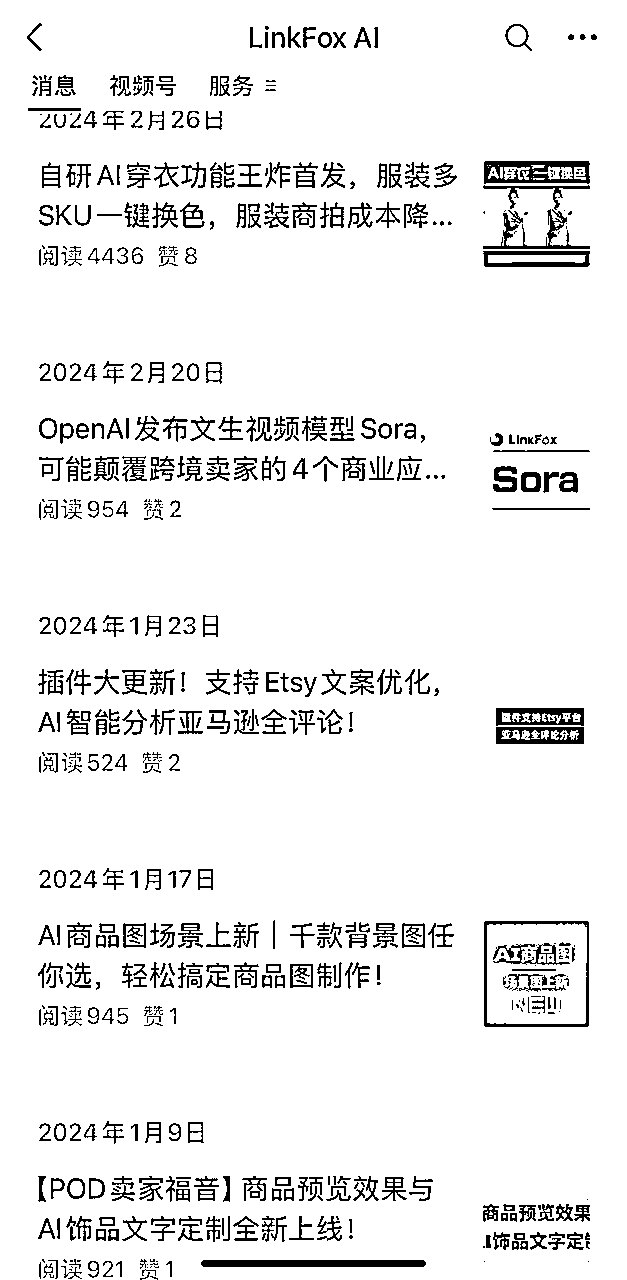 LinkFox AI
消息 视频号 服务
2024年2月26日
自研AI穿衣功能王炸首发，服装多
SKU一键换色，服装商拍成本降...
阅读4436 赞8
AI穿衣 一键换色
2024年2月20日
OpenAI发布文生视频模型Sora，
可能颠覆跨境卖家的4个商业应...
阅读954 赞2
LinkFox
Sora
2024年1月23日
插件大更新！支持Etsy文案优化，
AI智能分析亚马逊全评论！
阅读524 赞2
插件支持Etsy平台
亚马逊全评论分析
2024年1月17日
AI商品图场景上新｜千款背景图任
你选，轻松搞定商品图制作！
阅读945 赞1
AI商品图
场景图上新
NEW
2024年1月9日
【POD卖家福音】商品预览效果与
AI饰品文字定制全新上线！
阅读921 赞1
商品预览效果
饰品文字定